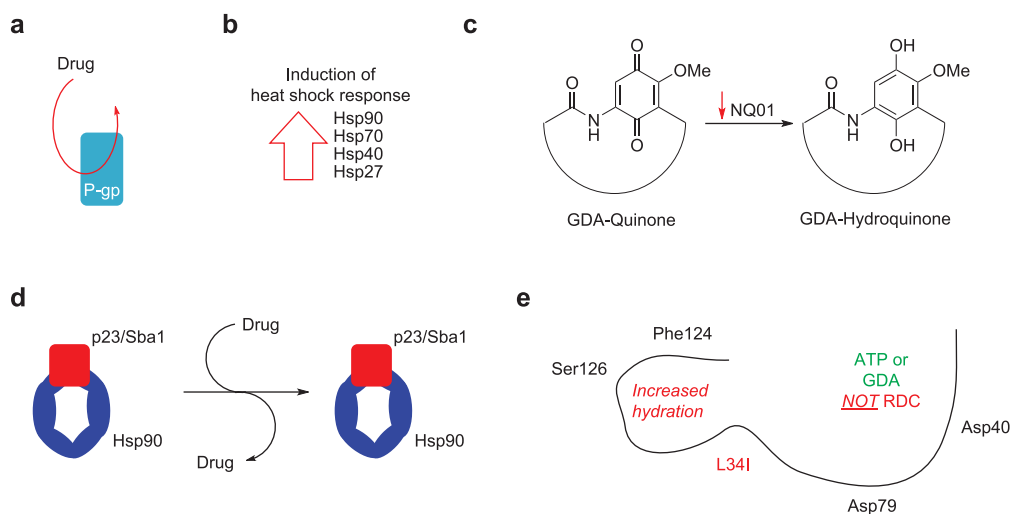 a
Drug
P-gp
b
Induction of
heat shock response
Hsp90
Hsp70
Hsp40
Hsp27
c
O
O
OMe
N
H
O
GDA-Quinone
NQ01
OH
O
OMe
N
H
OH
GDA-Hydroquinone
d
p23/Sba1
Hsp90
Drug
Drug
p23/Sba1
Hsp90
e
Phe124
Ser126
Increased
hydration
L34I
ATP or
GDA
NOT RDC
Asp40
Asp79